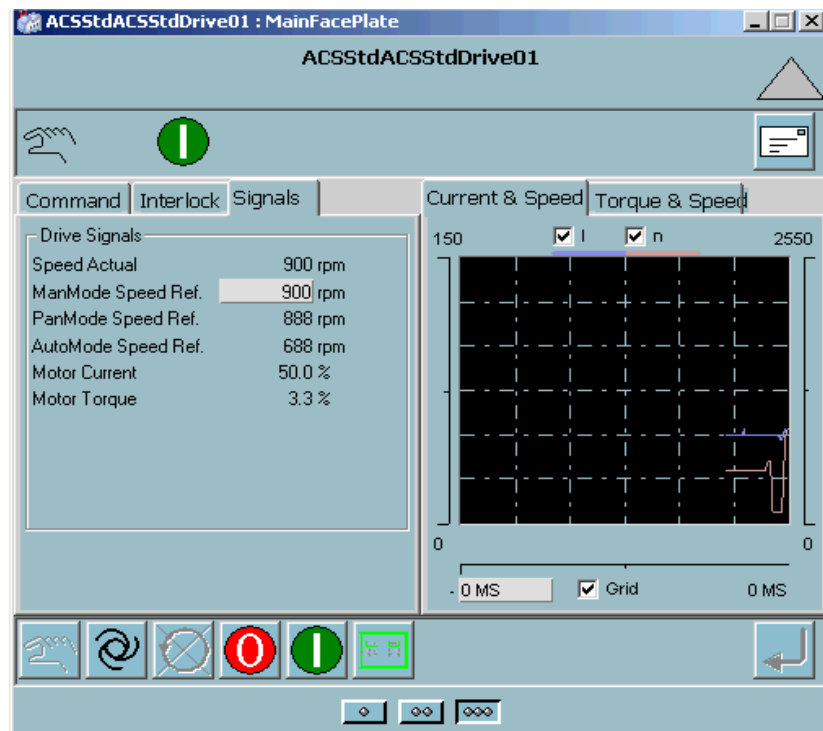 ACSStdACSStdDrive01 : MainFacePlate
ACSStdACSStdDrive01
Command Interlock Signals
Current & Speed Torque & Speed
Drive Signals
Speed Actual 900 rpm
ManMode Speed Ref. 900 rpm
PanMode Speed Ref. 888 rpm
AutoMode Speed Ref. 688 rpm
Motor Current 50.0 %
Motor Torque 3.3 %
150 I n 2550
0 0
- 0 MS Grid 0 MS